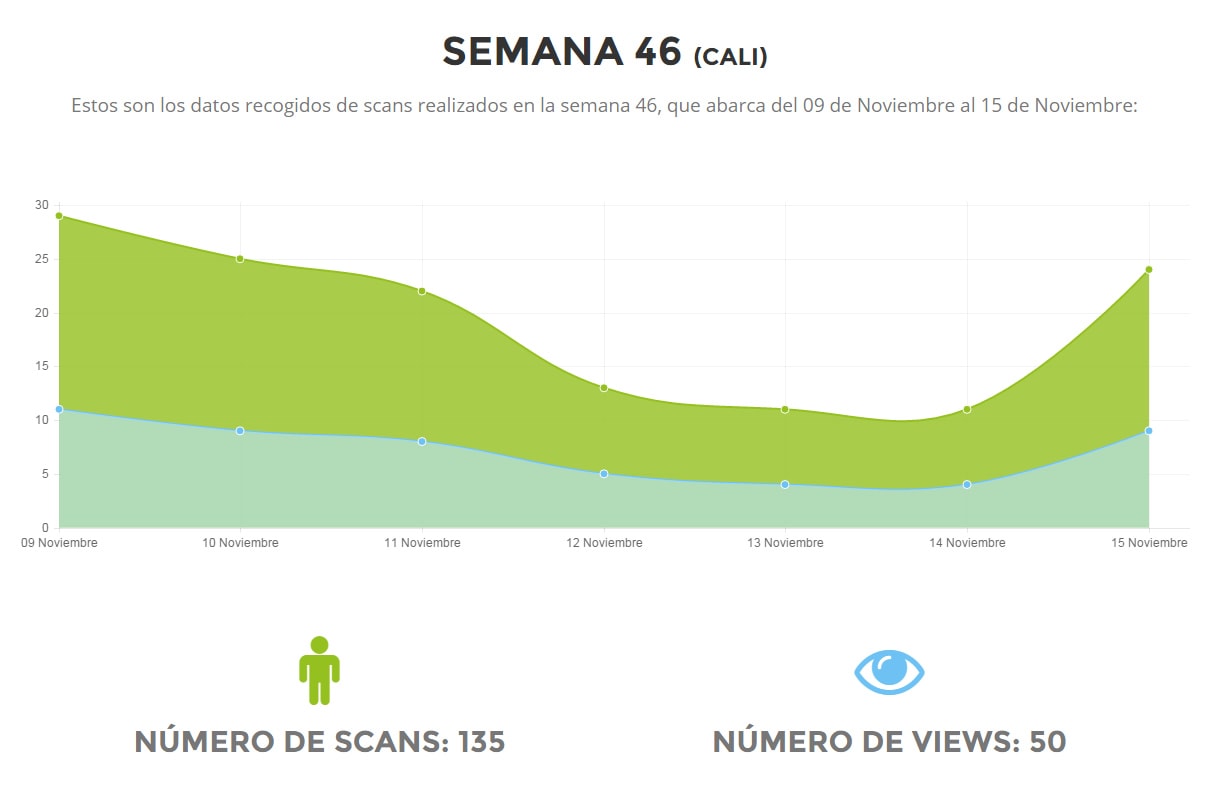 SEMANA 46 (CALI)
Estos son los datos recogidos de scans realizados en la semana 46, que abarca del 09 de Noviembre al 15 de Noviembre:
30
25
20
15
10
5
0
09 Noviembre 10 Noviembre 11 Noviembre 12 Noviembre 13 Noviembre 14 Noviembre 15 Noviembre
NÚMERO DE SCANS: 135
NÚMERO DE VIEWS: 50